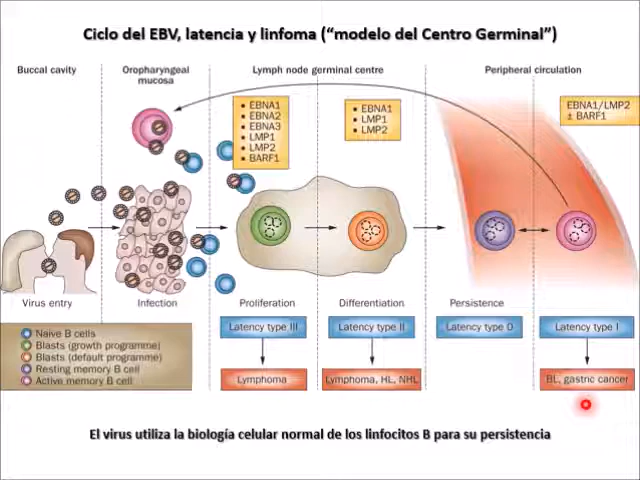 Ciclo del EBV, latencia y linfoma (“modelo del Centro Germinal”)
Buccal cavity
Oropharyngeal
mucosa
Lymph node germinal centre
Peripheral circulation
▪ EBNA1
▪ EBNA2
▪ EBNA3
▪ LMP1
▪ LMP2
▪ BARF1
▪ EBNA1
▪ LMP1
▪ LMP2
EBNA1/LMP2
± BARF1
Virus entry
Infection
Proliferation
Differentiation
Persistence
Naive B cells
Blasts (growth programme)
Blasts (default programme)
Resting memory B cell
Active memory B cell
Latency type III
Latency type II
Latency type 0
Latency type I
Lymphoma
Lymphoma, HL, NHL
BL, gastric cancer
El virus utiliza la biología celular normal de los linfocitos B para su persistencia